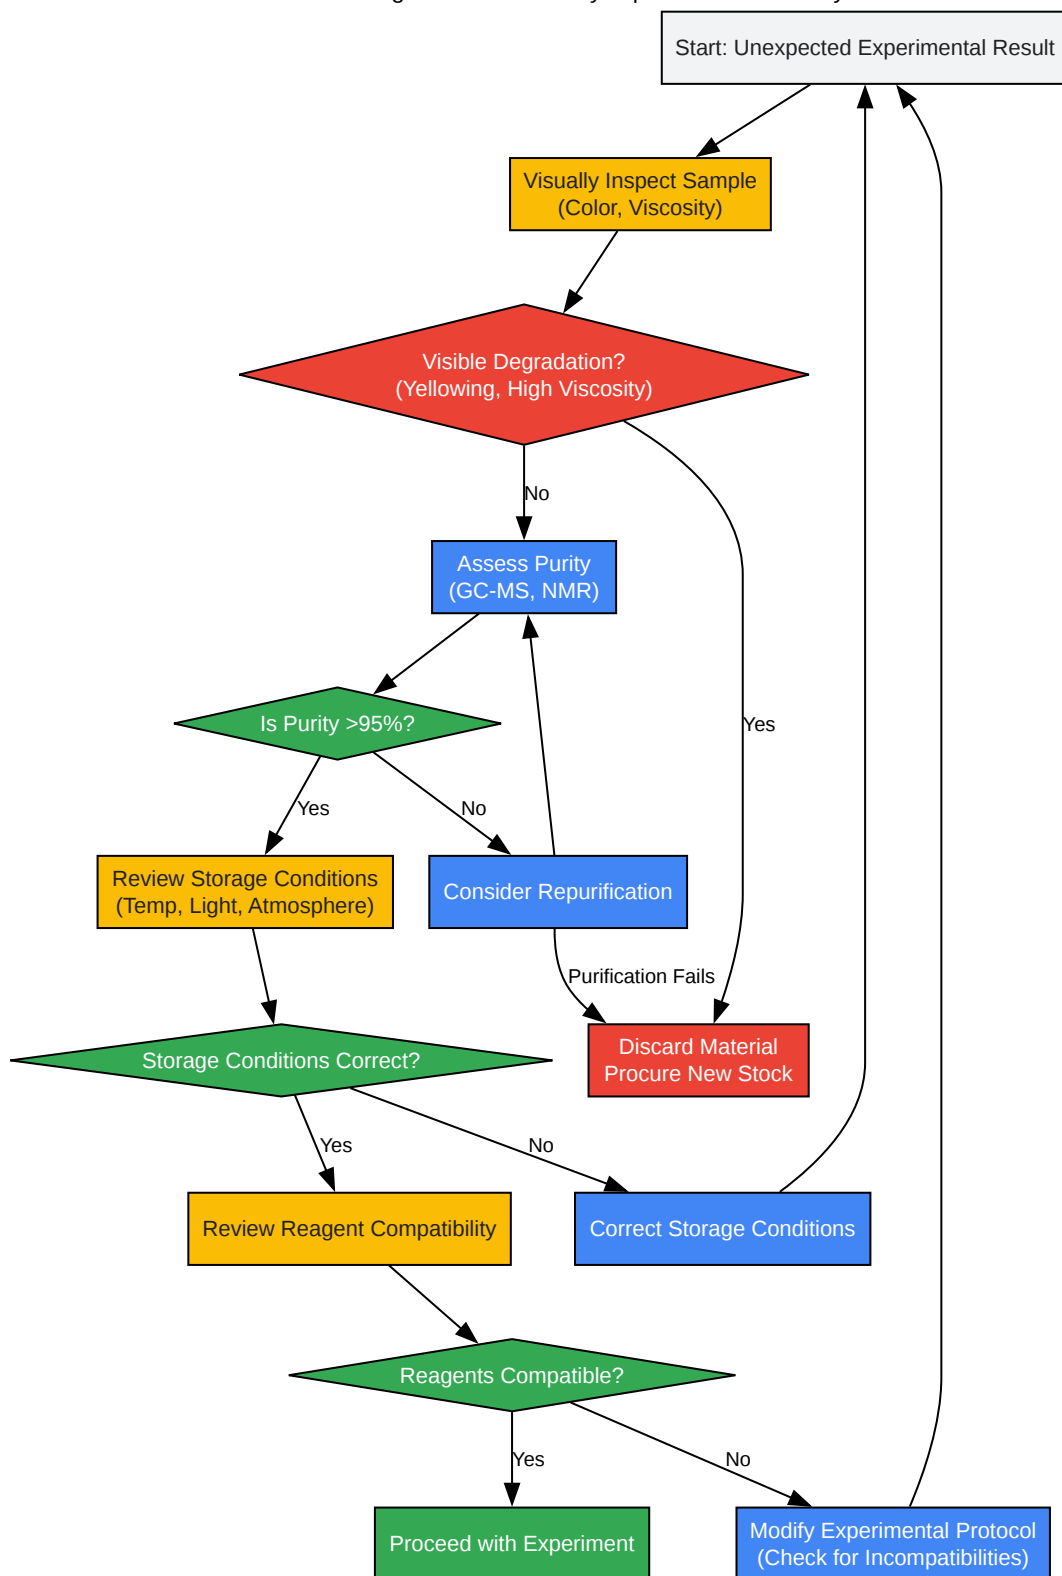 Start: Unexpected Experimental Result
Visually Inspect Sample
(Color, Viscosity)
Visible Degradation?
(Yellowing, High Viscosity)
No
Assess Purity
(GC-MS, NMR)
Is Purity >95%?
Yes
Yes
No
Review Storage Conditions
(Temp, Light, Atmosphere)
Consider Repurification
Purification Fails
Discard Material
Procure New Stock
Storage Conditions Correct?
Yes
No
Review Reagent Compatibility
Correct Storage Conditions
Reagents Compatible?
Yes
No
Proceed with Experiment
Modify Experimental Protocol
(Check for Incompatibilities)